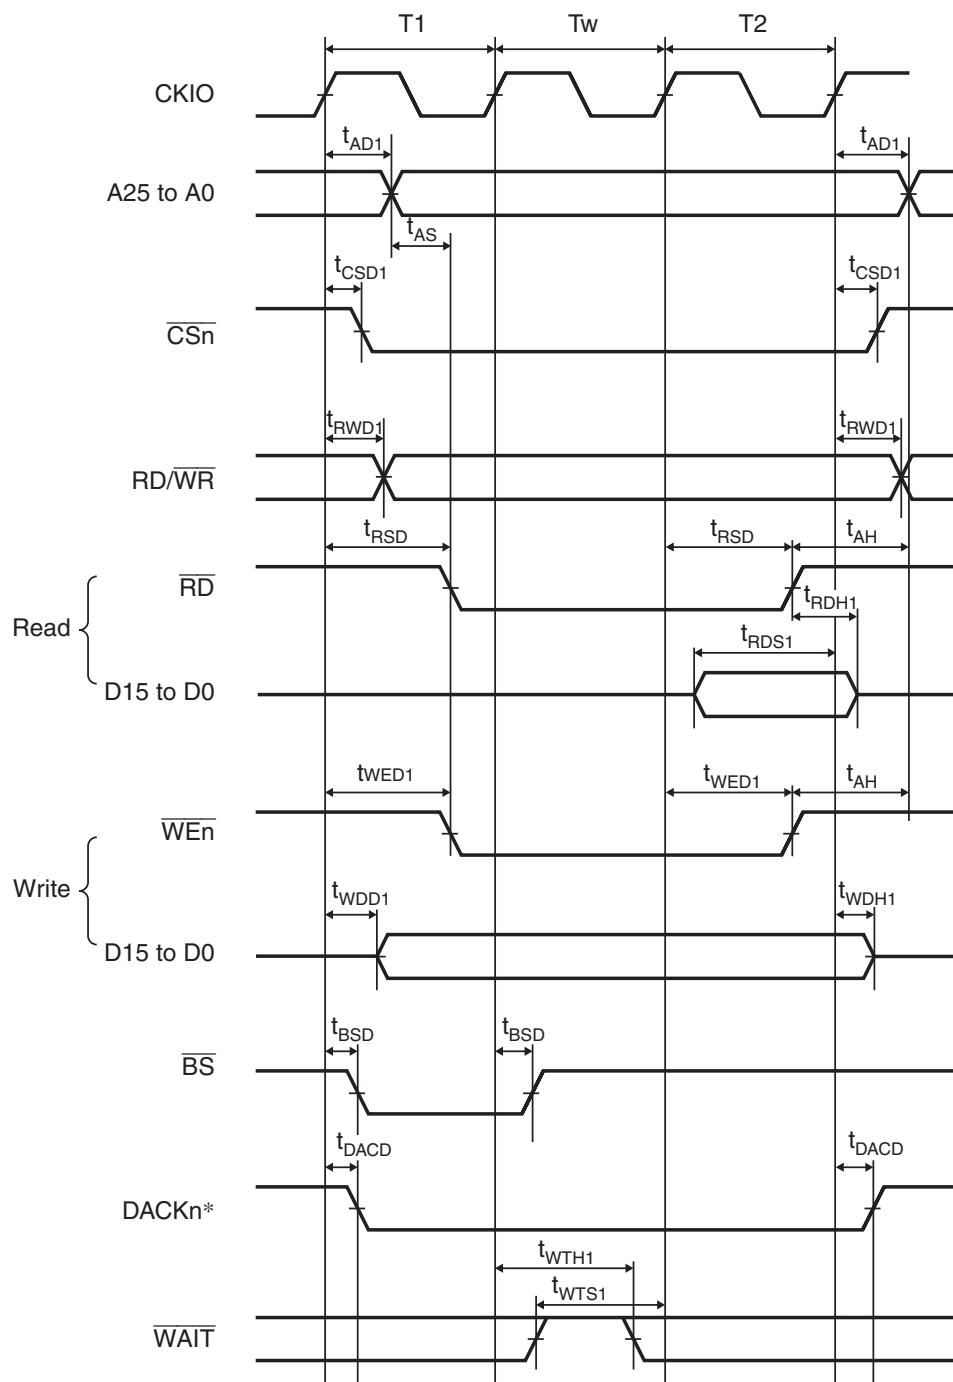 T1 Tw T2
CKIO
tAD1 tAD1
A25 to A0
tAS
tCSD1 tCSD1
CSn
tRWD1 tRWD1
RD/WR
tRSD tRSD tAH
RD
tRDH1
Read
tRDS1
D15 to D0
tWED1 tWED1 tAH
WEn
Write
tWDD1 tWDH1
D15 to D0
tBSD tBSD
BS
tDACD tDACD
DACKn*
tWTH1
tWTS1
WAIT